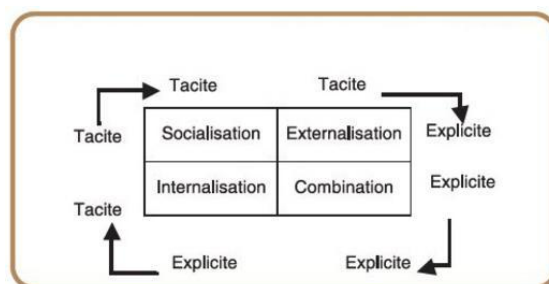 Tacite Tacite
Tacite Socialisation Externalisation Explicite
Tacite Internalisation Combination Explicite
Explicite Explicite